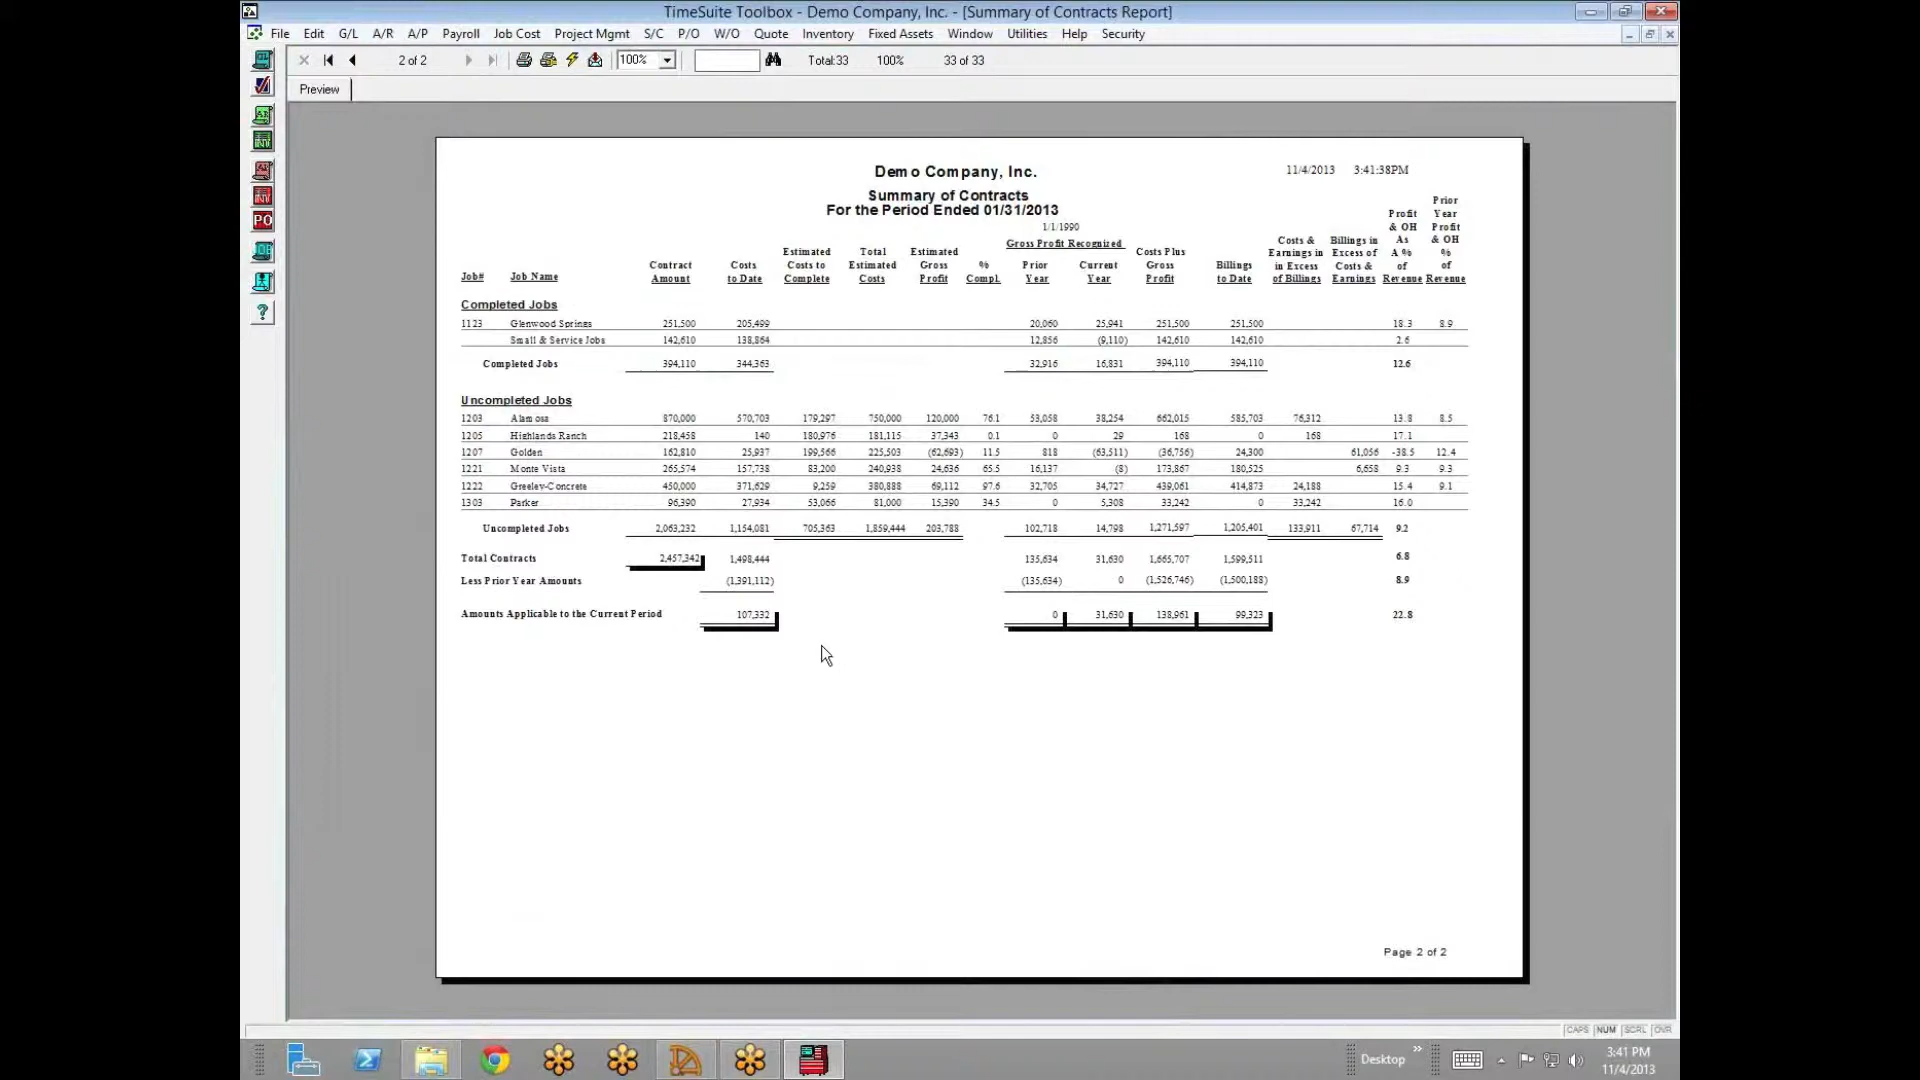 TimeSuite Toolbox - Demo Company, Inc. - [Summary of Contracts Report]
File Edit G/L A/R A/P Payroll Job Cost Project Mgmt S/C P/O W/O Quote Inventory Fixed Assets Window Utilities Help Security
2 of 2 100% Total:33 100% 33 of 33
Preview
Demo Company, Inc. 11/4/2013 3:41:38PM
Summary of Contracts
For the Period Ended 01/31/2013
1/1/1990
Gross Profit Recognized
Job# Job Name Contract Amount Costs to Date Estimated Costs to Complete Total Estimated Costs Estimated Gross Profit % Compl. Prior Year Current Year Costs Plus Gross Profit Billings to Date Costs & Earnings in in Excess of Billings Billings in Excess of Costs & Earnings Profit & OH As A % of Revenue Prior Year Profit & OH % of Revenue
Completed Jobs
1123 Glenwood Springs 251,500 205,499 20,060 25,941 251,500 251,500 18.3 8.9
Small & Service Jobs 142,610 138,864 12,856 (9,110) 142,610 142,610 2.6
Completed Jobs 394,110 344,363 32,916 16,831 394,110 394,110 12.6
Uncompleted Jobs
1203 Alamosa 870,000 570,703 179,297 750,000 120,000 76.1 53,058 38,254 662,015 585,703 76,312 13.8 8.5
1205 Highlands Ranch 218,458 140 180,976 181,115 37,343 0.1 0 29 168 0 168 17.1
1207 Golden 162,810 25,937 199,566 225,503 (62,693) 11.5 818 (63,511) (36,756) 24,300 61,056 -38.5 12.4
1221 Monte Vista 265,574 157,738 83,200 240,938 24,636 65.5 16,137 (8) 173,867 180,525 6,658 9.3 9.3
1222 Greeley-Concrete 450,000 371,629 9,259 380,888 69,112 97.6 32,705 34,727 439,061 414,873 24,188 15.4 9.1
1303 Parker 96,390 27,934 53,066 81,000 15,390 34.5 0 5,308 33,242 0 33,242 16.0
Uncompleted Jobs 2,063,232 1,154,081 705,363 1,859,444 203,788 102,718 14,798 1,271,597 1,205,401 133,911 67,714 9.2
Total Contracts 2,457,342 1,498,444 135,634 31,630 1,665,707 1,599,511 6.8
Less Prior Year Amounts (1,391,112) (135,634) 0 (1,526,746) (1,500,188) 8.9
Amounts Applicable to the Current Period 107,332 0 31,630 138,961 99,323 22.8
Page 2 of 2
CAPS NUM SCRL OVR
Desktop 3:41 PM
11/4/2013
PO